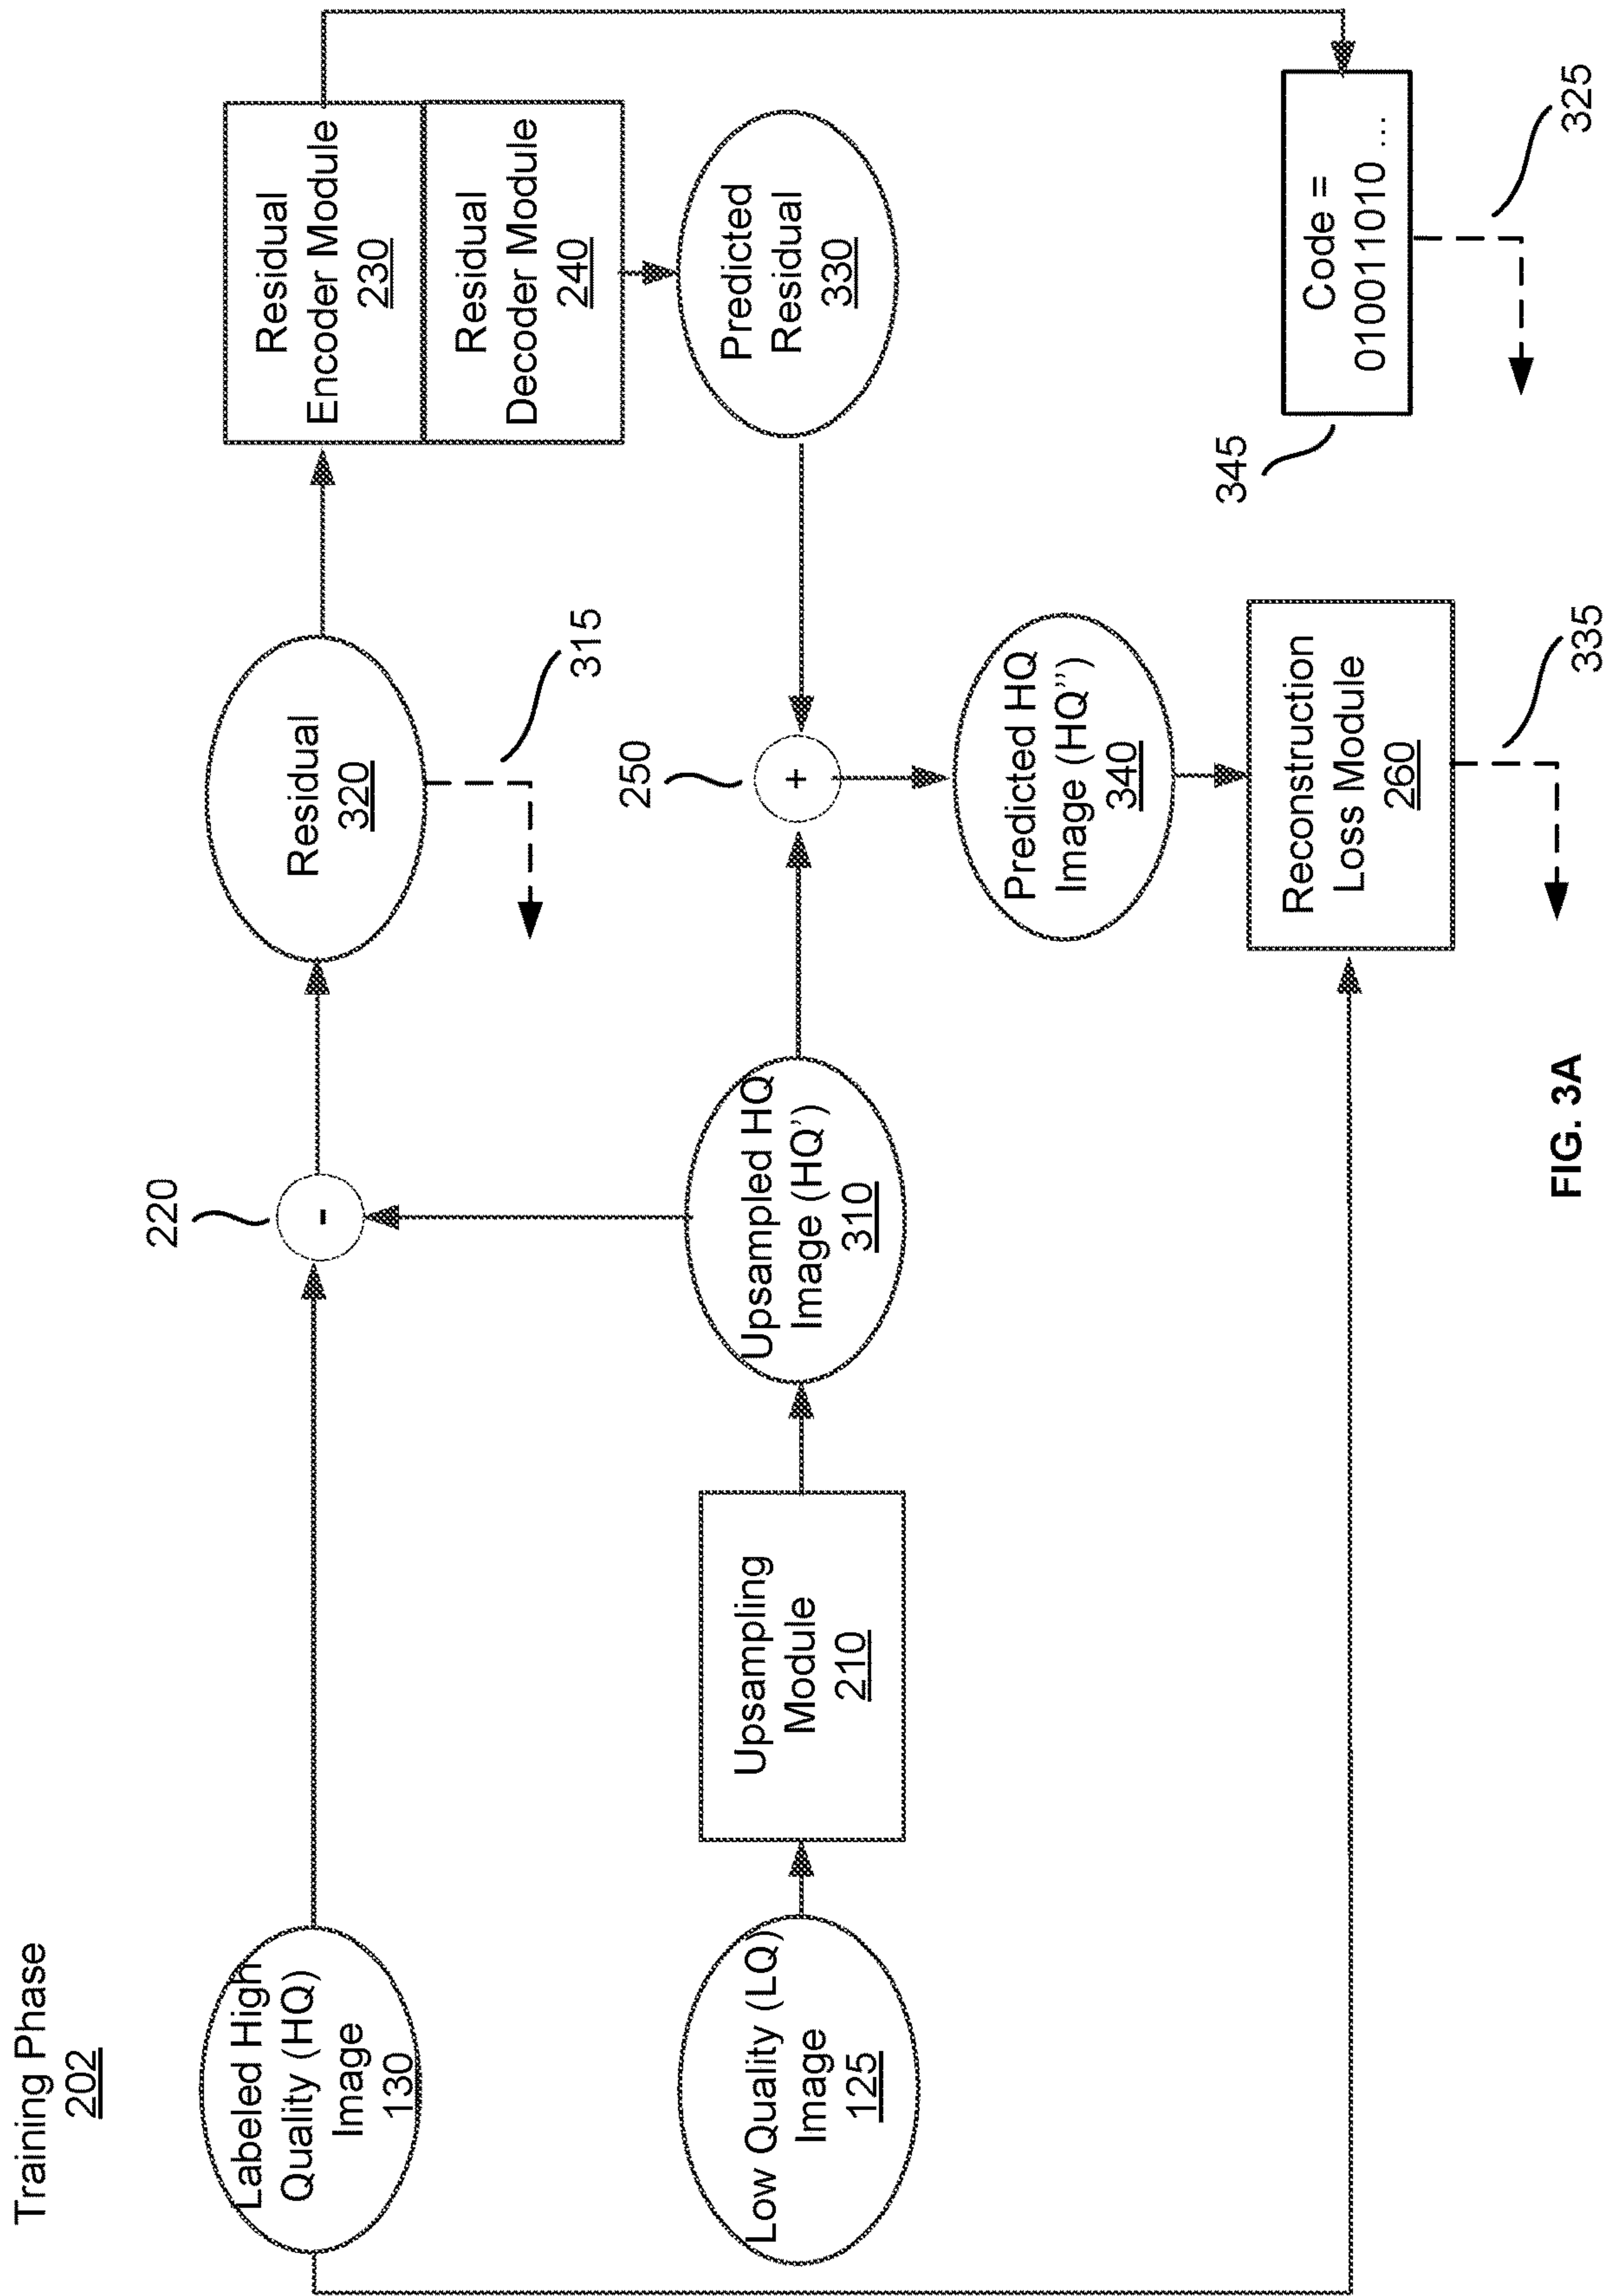 Training Phase
202
Labeled High
Quality (HQ)
Image
130
220
-
Residual
320
315
Residual
Encoder Module
230
Residual
Decoder Module
240
Low Quality (LQ)
Image
125
Upsampling
Module
210
Upsampled HQ
Image (HQ')
310
250
+
Predicted
Residual
330
Predicted HQ
Image (HQ'')
340
Reconstruction
Loss Module
260
335
345
Code =
010011010 ...
325
FIG. 3A